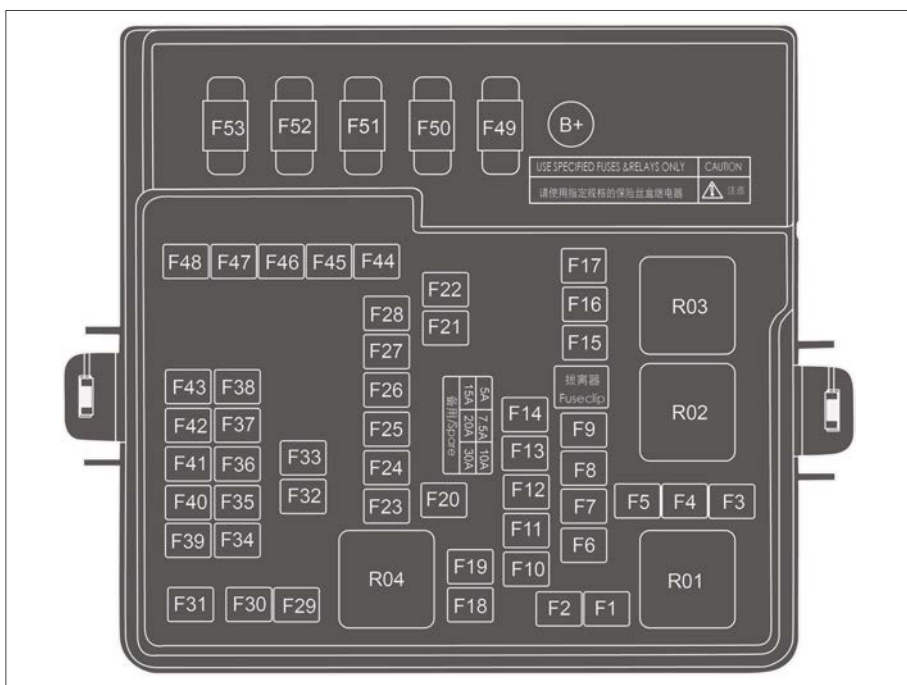 F53 F52 F51 F50 F49 B+
USE SPECIFIED FUSES &RELAYS ONLY CAUTION
请使用指定规格的保险丝盒继电器 注意
F48 F47 F46 F45 F44
F22
F21
F17
F16
F15
R03
F28
F27
F26
F25
F24
F23
拔离器
Fuseclip
R02
F43 F38
F42 F37
F41 F36
F40 F35
F39 F34
F33
F32
5A 7.5A 10A
15A 20A 30A
备用/Spare
F20
F14
F13
F12
F11
F10
F9
F8
F7
F6
F5 F4 F3
R04
F19
F18
R01
F31 F30 F29
F2 F1